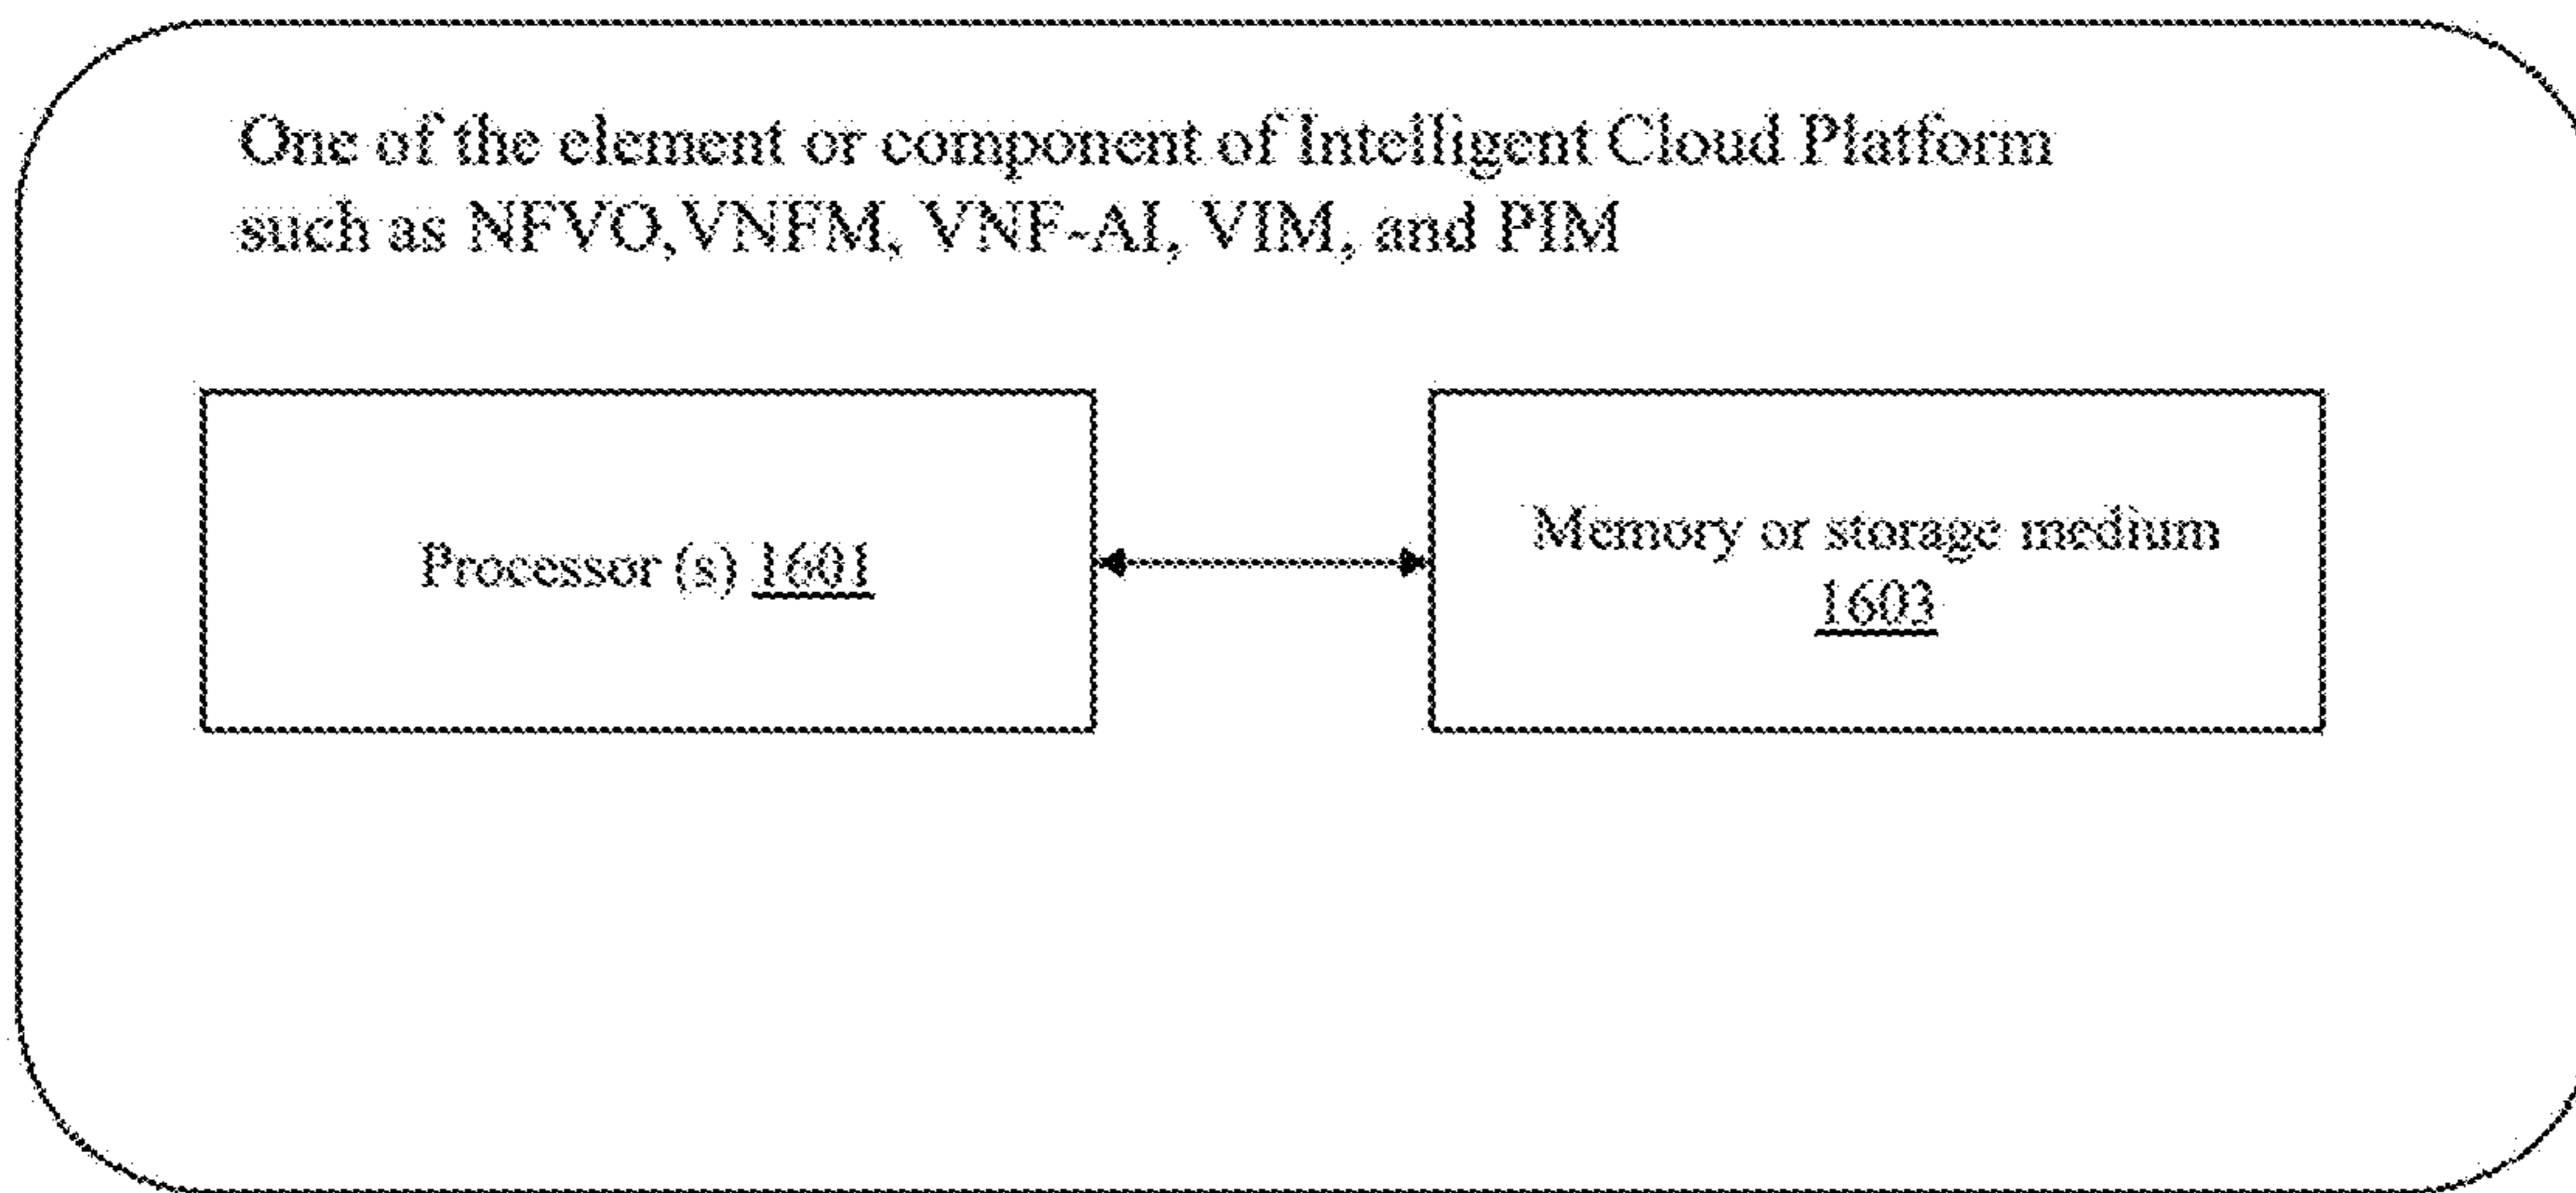 One of the element or component of Intelligent Cloud Platform
such as NFVO,VNFM, VNF-AI, VIM, and PIM
Processor (s) 1601
Memory or storage medium
1603